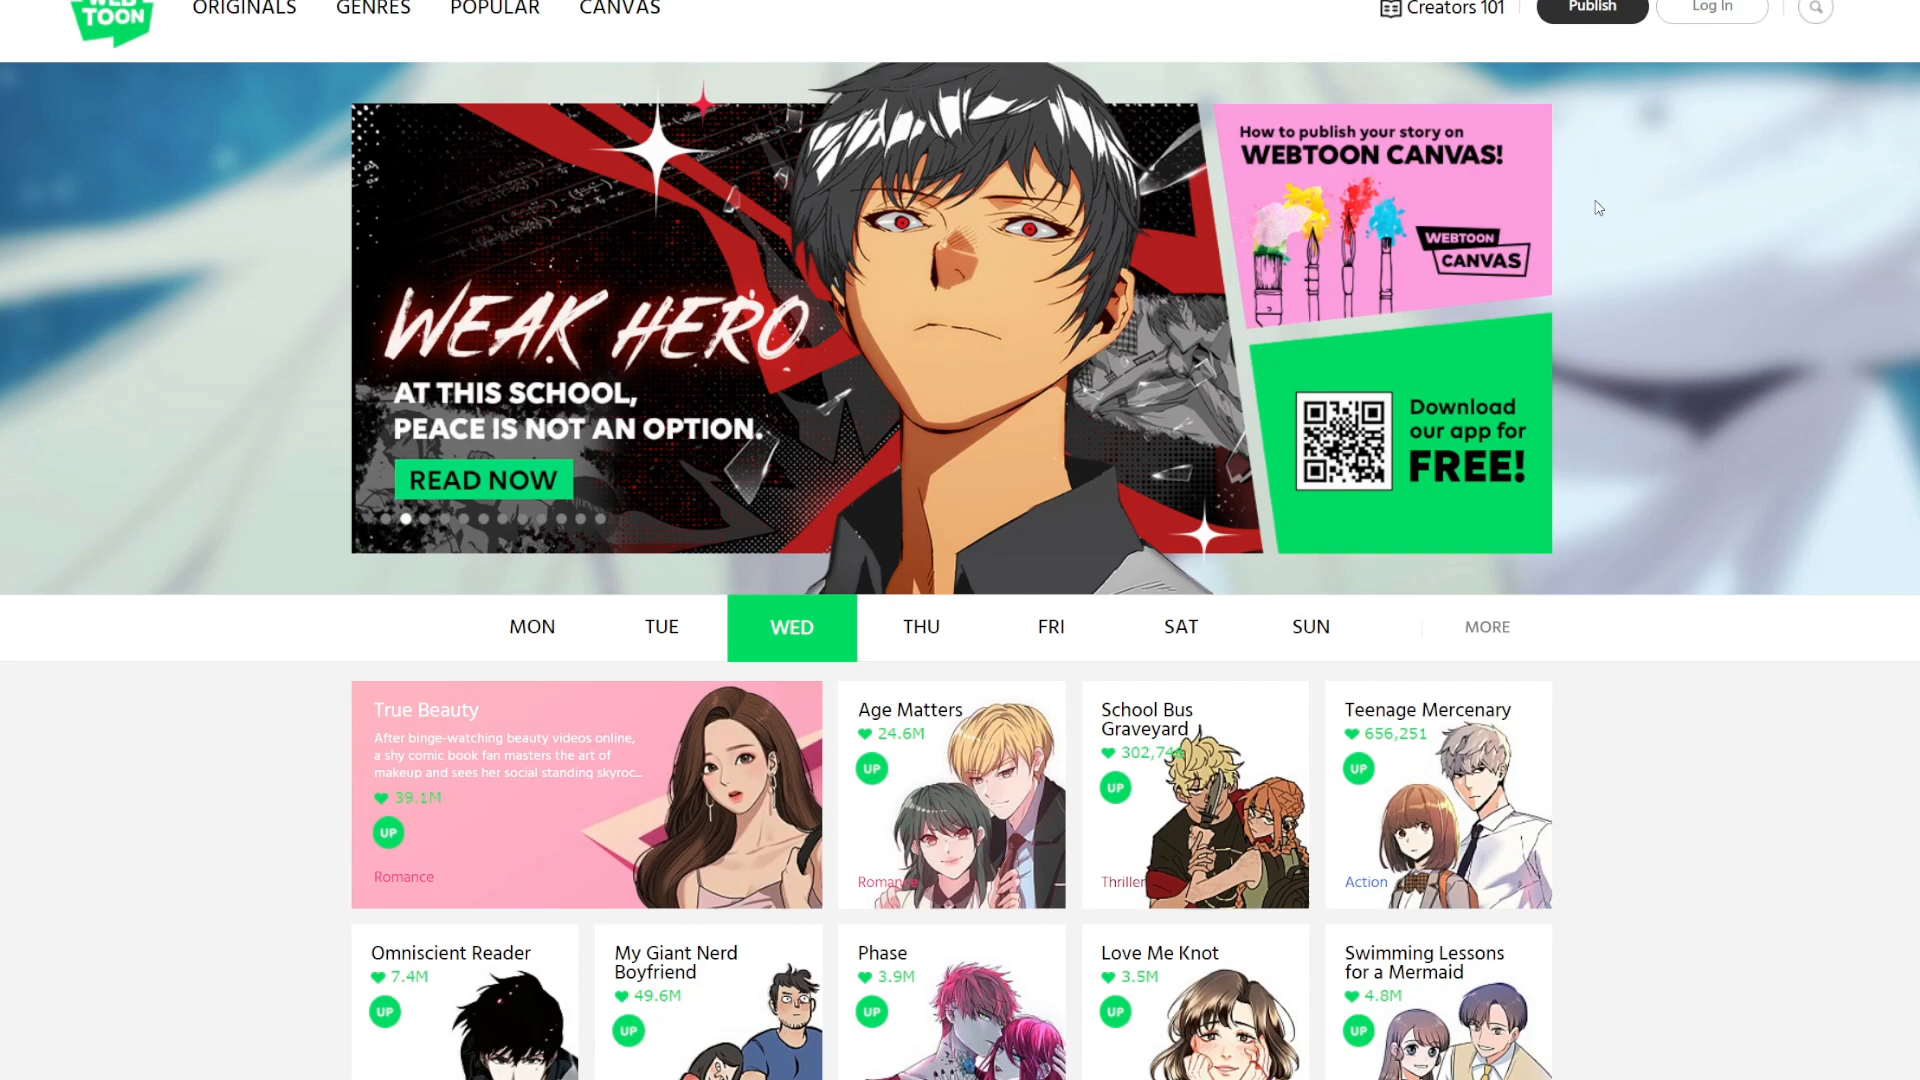 WEB
TOON
ORIGINALS
GENRES
POPULAR
CANVAS
Creators 101
Publish
Log In
WEAK HERO
AT THIS SCHOOL,
PEACE IS NOT AN OPTION.
READ NOW
How to publish your story on
WEBTOON CANVAS!
WEBTOON
CANVAS
Download
our app for
FREE!
MON
TUE
WED
THU
FRI
SAT
SUN
MORE
True Beauty
After binge-watching beauty videos online,
a shy comic book fan masters the art of
makeup and sees her social standing skyroc...
39.1M
UP
Romance
Age Matters
24.6M
UP
Romance
School Bus
Graveyard
UP
Thriller
Teenage Mercenary
656,251
UP
Action
Omniscient Reader
7.4M
UP
My Giant Nerd
Boyfriend
49.6M
UP
Phase
3.9M
UP
Love Me Knot
3.5M
UP
Swimming Lessons
for a Mermaid
4.8M
UP